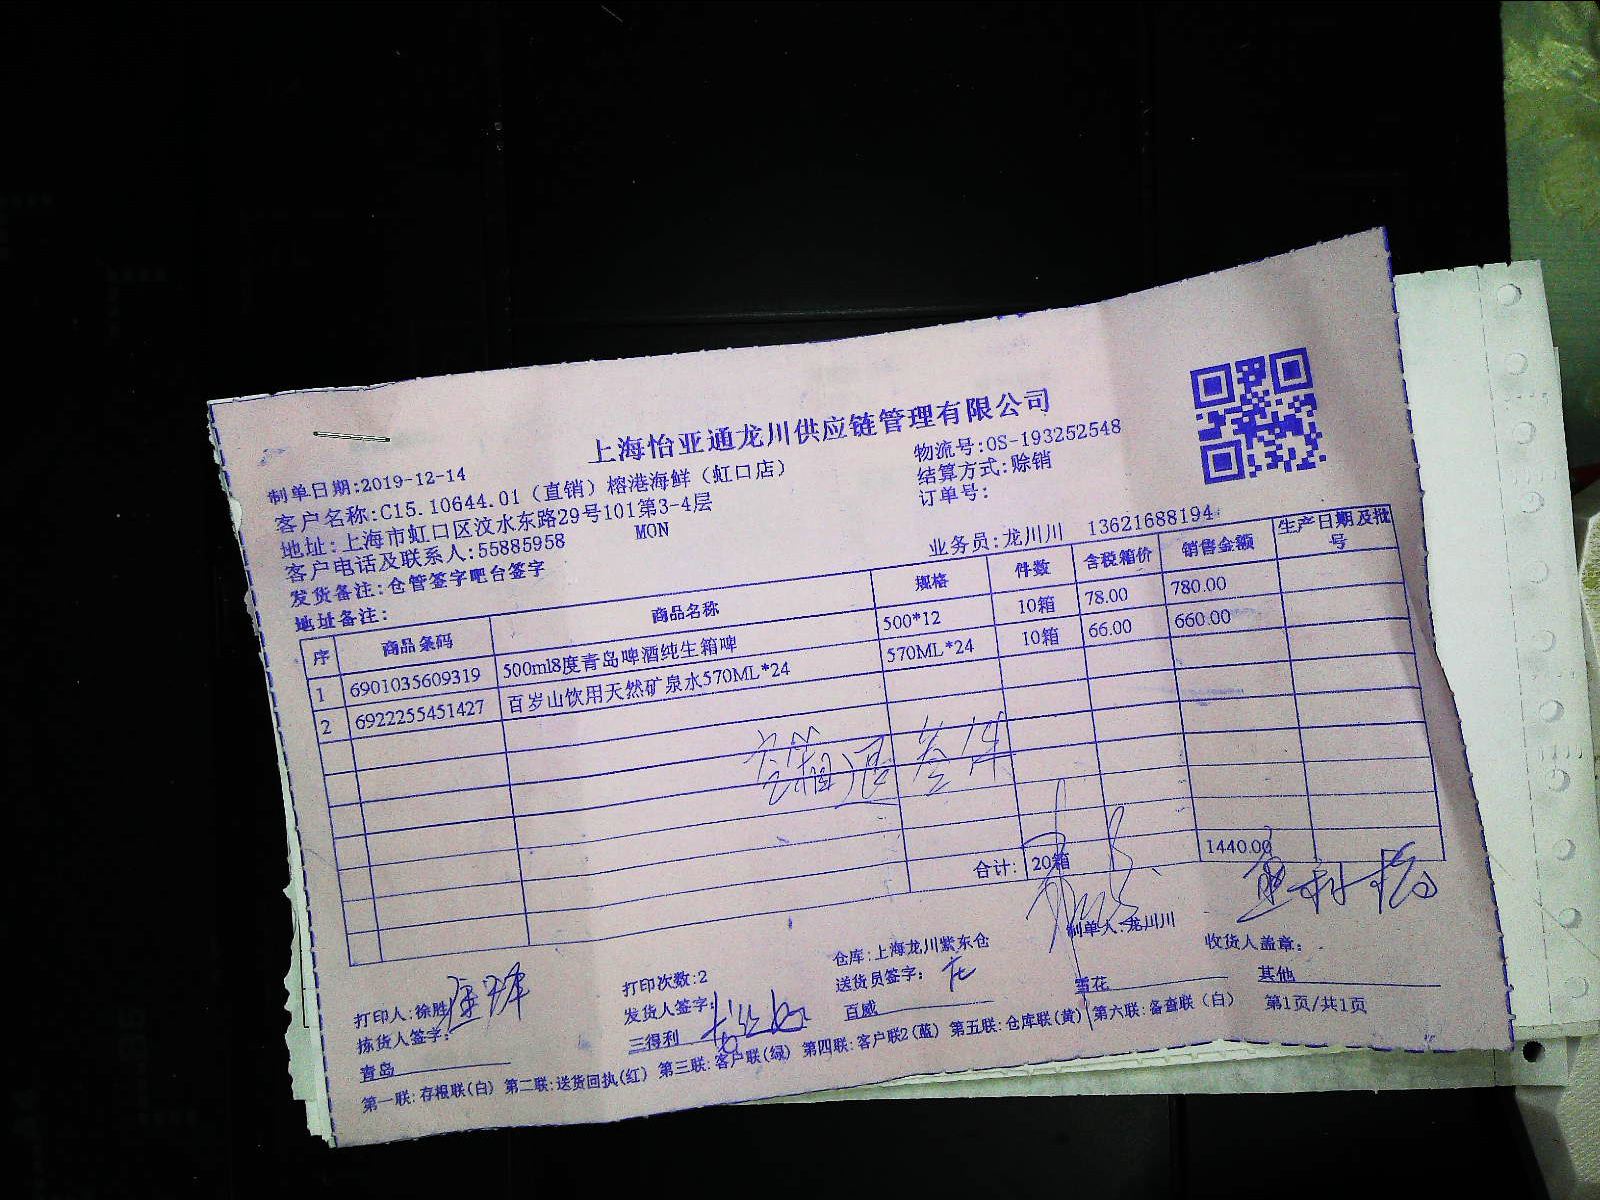 上海怡亚通龙川供应链管理有限公司
制单日期:2019-12-14
物流号:OS-193252548
客户名称:C15.10644.01（直销）榕港海鲜（虹口店）
结算方式:赊销
地址:上海市虹口区汶水东路29号101第3-4层
订单号:
客户电话及联系人:55885958 MON
发货备注:仓管签字吧台签字
业务员:龙川川 13621688194
地址备注:
序 商品条码 商品名称 规格 件数 含税箱价 销售金额 生产日期及批号
1 6901035609319 500ml8度青岛啤酒纯生箱啤 500*12 10箱 78.00 780.00
2 6922255451427 百岁山饮用天然矿泉水570ML*24 570ML*24 10箱 66.00 660.00
合计: 20箱 1440.00
打印人:徐胜 打印次数:2 仓库:上海龙川紫东仓 制单人:龙川川 收货人盖章:
拣货人签字: 发货人签字: 送货员签字:
青岛 三得利 百威 雪花 其他
第一联:存根联(白) 第二联:送货回执(红) 第三联:客户联(绿) 第四联:客户联2(蓝) 第五联:仓库联(黄) 第六联:备查联(白) 第1页/共1页